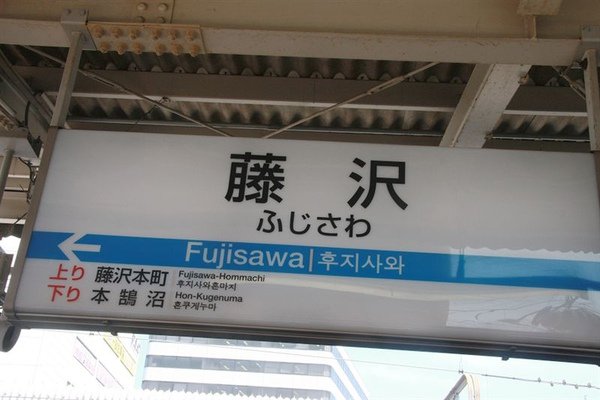 藤沢
ふじさわ
Fujisawa|후지사와
上り 藤沢本町 Fujisawa-Hommachi
후지사와혼마치
下り 本鵠沼 Hon-Kugenuma
혼쿠게누마